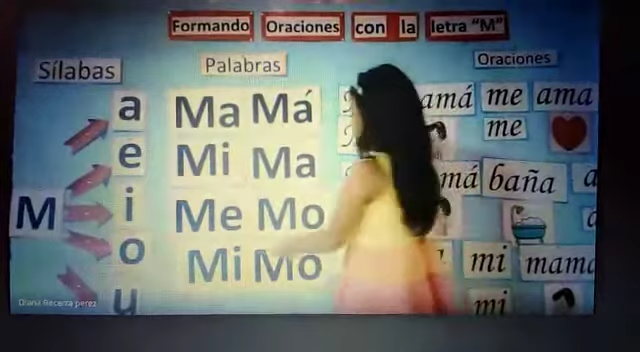 Formando Oraciones con la letra "M"
Sílabas
Palabras
Oraciones
M
a
e
i
o
u
Ma Má
Mi Ma
Me Mo
Mi Mo
amá me ama
me
má baña a
mi mama
mi
Diana Becerra perez